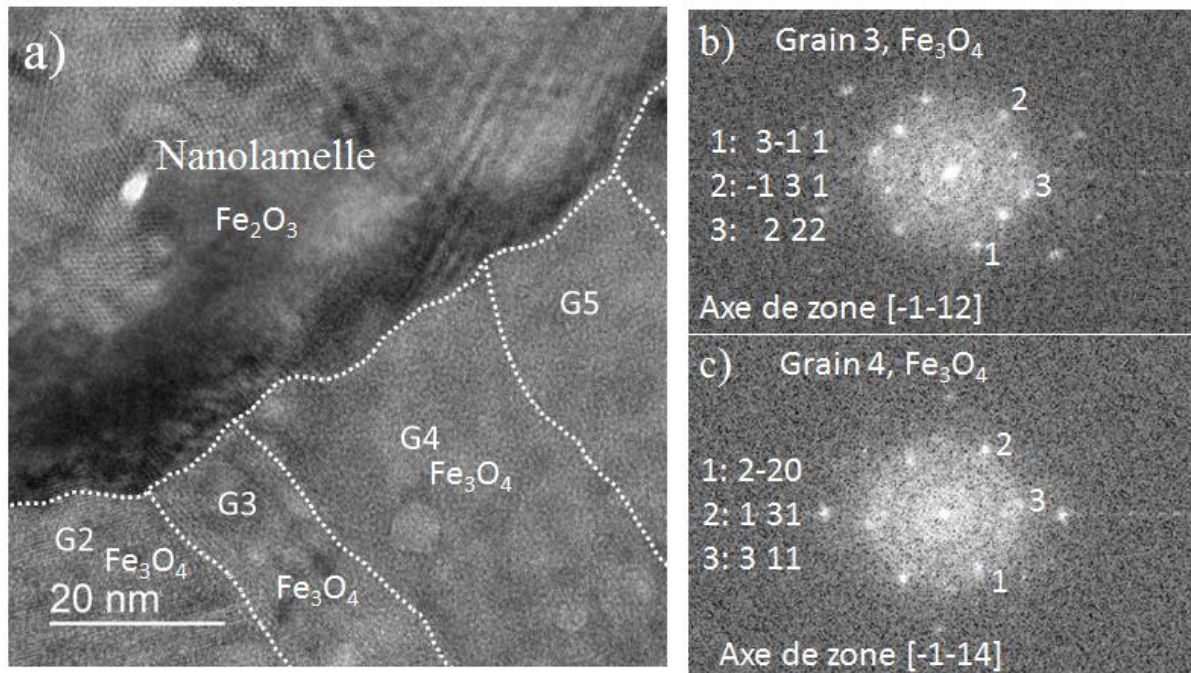 a)
Nanolamelle
Fe₂O₃
G5
G4
Fe₃O₄
G3
G2
Fe₃O₄
Fe₃O₄
20 nm
b) Grain 3, Fe₃O₄
2
1: 3-1 1
2: -1 3 1
3
3: 2 22
1
Axe de zone [-1-12]
c) Grain 4, Fe₃O₄
2
1: 2-20
3
2: 1 31
3: 3 11
1
Axe de zone [-1-14]